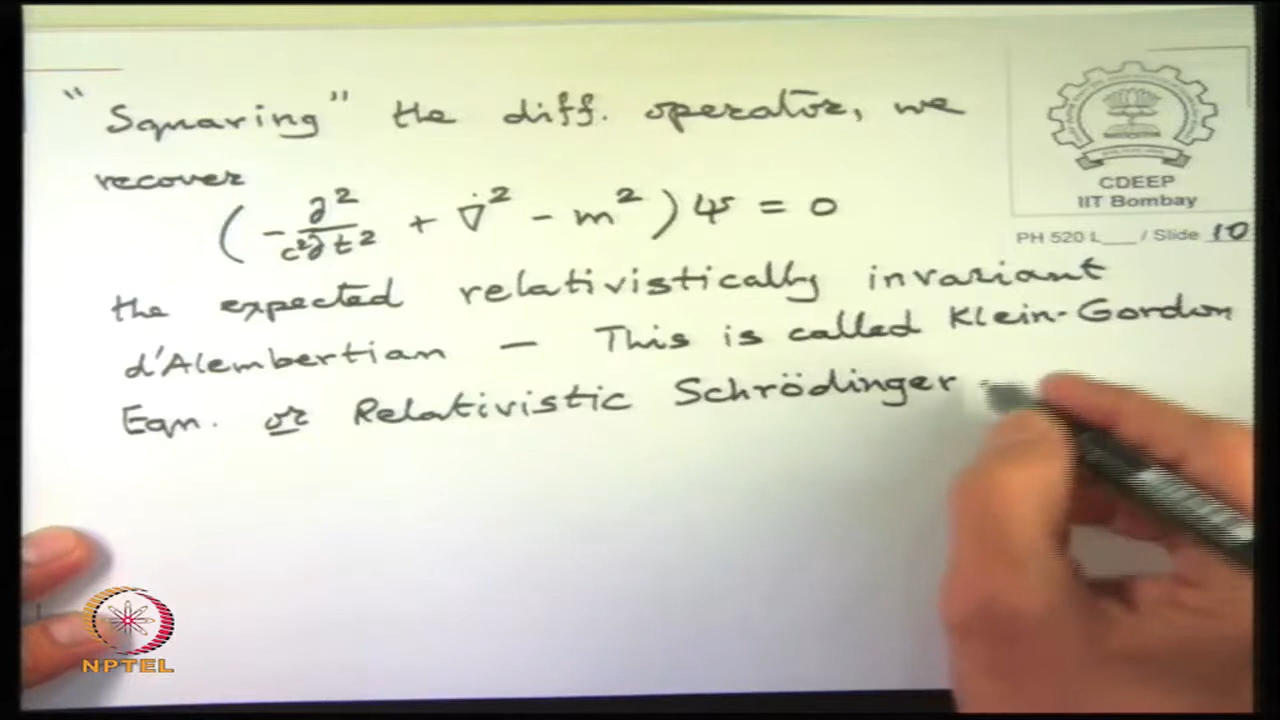 "Squaring" the diff. operator, we
recover
(-∂²/c²∂t² + ∇² - m²)Ψ = 0
the expected relativistically invariant
d'Alembertian — This is called Klein-Gordon
Eqn. or Relativistic Schrödinger
CDEEP
IIT Bombay
PH 520 L___ / Slide 10
NPTEL